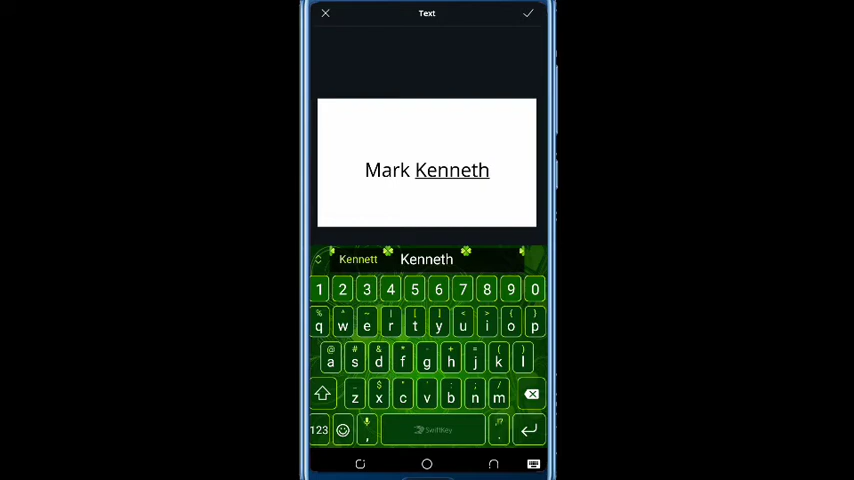 Text
Mark Kenneth
Kennett Kenneth
1 2 3 4 5 6 7 8 9 0
% ^ ~ | [ ] < > { }
q w e r t y u i o p
@ # & * - + = ( )
a s d f g h j k l
_ $ " ' : ; /
z x c v b n m
123 , SwiftKey .